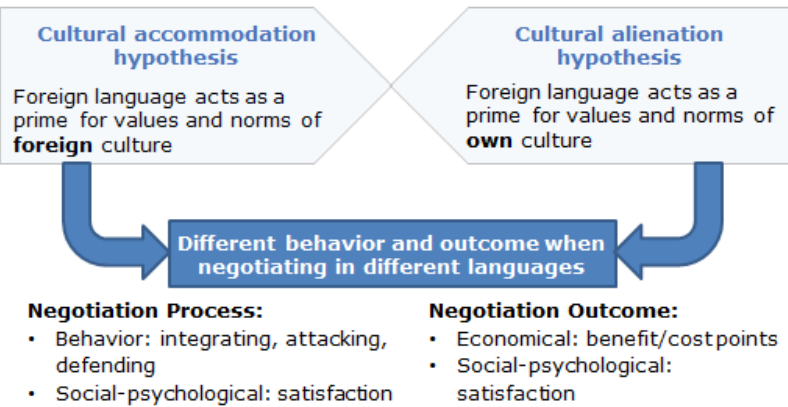 Cultural accommodation
hypothesis
Foreign language acts as a
prime for values and norms of
foreign culture
Cultural alienation
hypothesis
Foreign language acts as a
prime for values and norms of
own culture
Different behavior and outcome when
negotiating in different languages
Negotiation Process:
• Behavior: integrating, attacking,
defending
• Social-psychological: satisfaction
Negotiation Outcome:
• Economical: benefit/cost points
• Social-psychological:
satisfaction